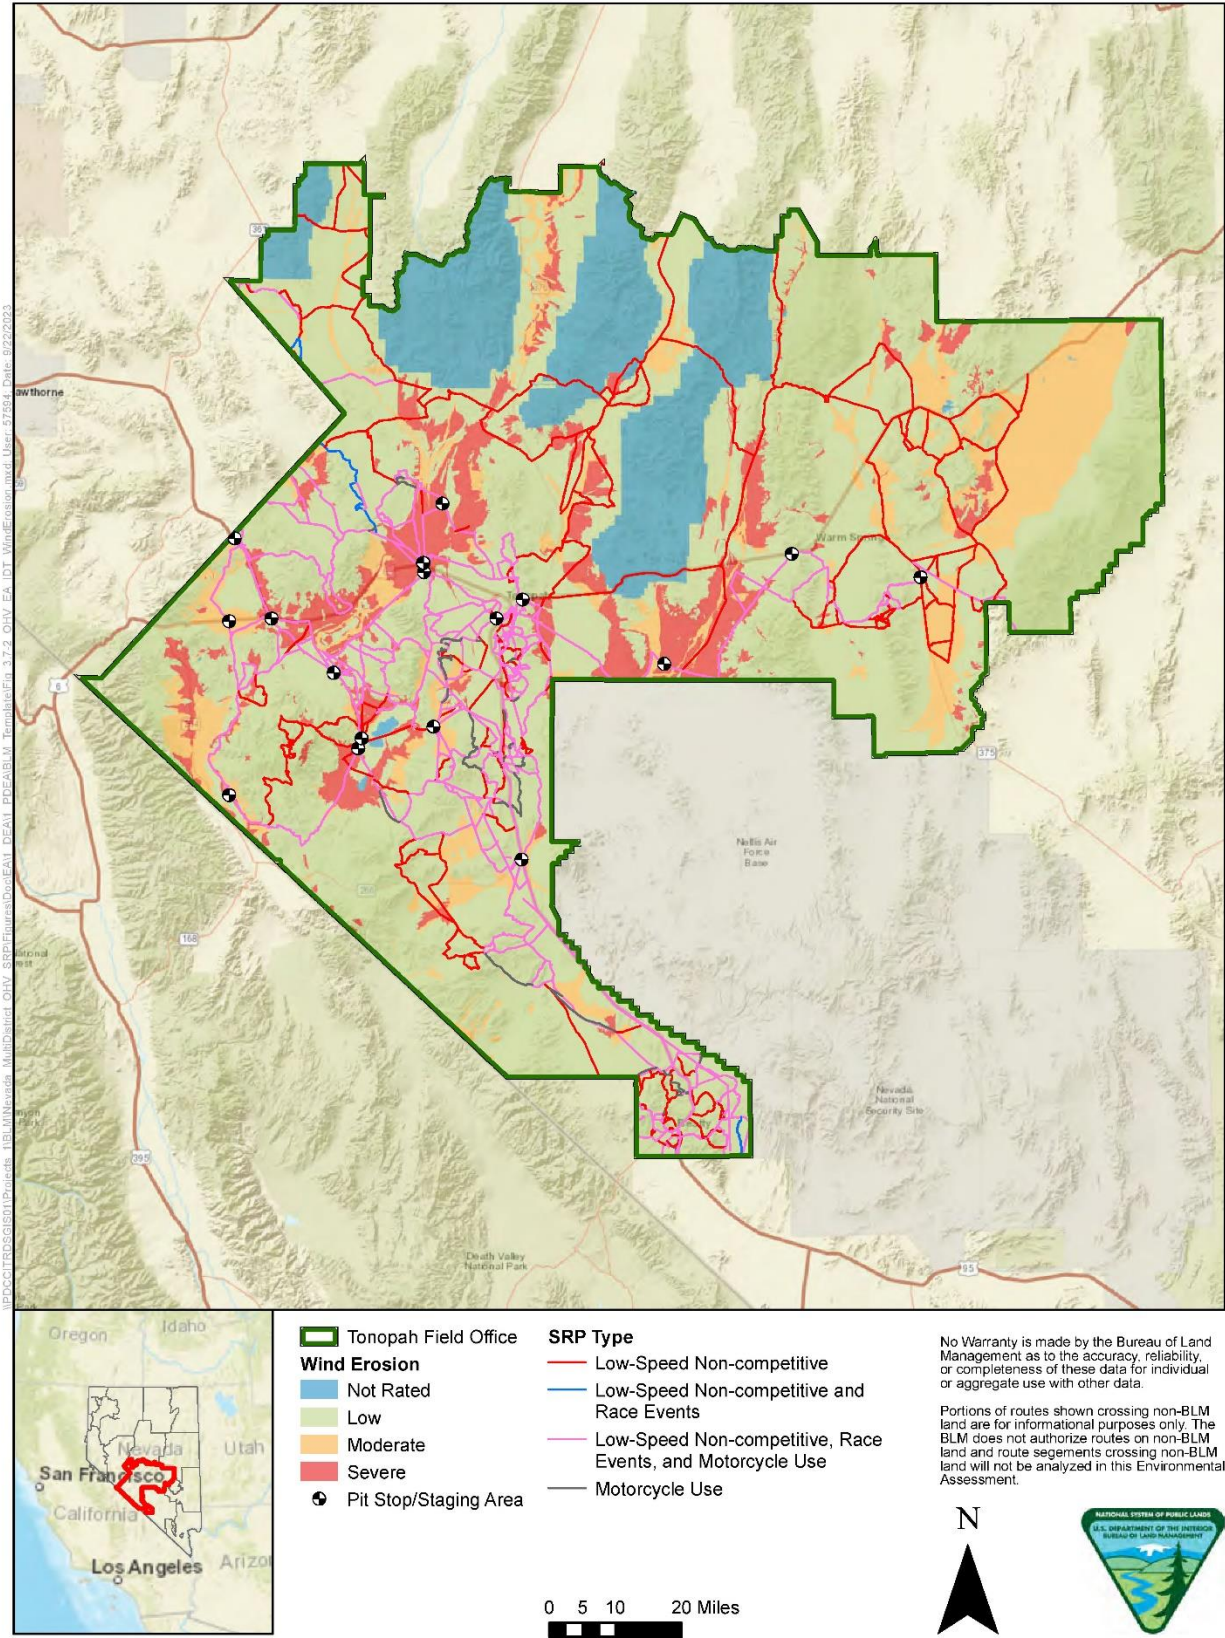 361
awthorne
Warm Sprin
Tonopah
6
375
Nellis Air
Force
Base
266
168
Nevada
National
Security Site
Beatty
395
Death Valley
National Park
95
Oregon
Idaho
Nevada
Utah
San Francisco
California
Los Angeles
Arizo
Tonopah Field Office
Wind Erosion
Not Rated
Low
Moderate
Severe
Pit Stop/Staging Area
SRP Type
Low-Speed Non-competitive
Low-Speed Non-competitive and
Race Events
Low-Speed Non-competitive, Race
Events, and Motorcycle Use
Motorcycle Use
0 5 10 20 Miles
No Warranty is made by the Bureau of Land
Management as to the accuracy, reliability,
or completeness of these data for individual
or aggregate use with other data.
Portions of routes shown crossing non-BLM
land are for informational purposes only. The
BLM does not authorize routes on non-BLM
land and route segements crossing non-BLM
land will not be analyzed in this Environmental
Assessment.
N
NATIONAL SYSTEM OF PUBLIC LANDS
U.S. DEPARTMENT OF THE INTERIOR
BUREAU OF LAND MANAGEMENT